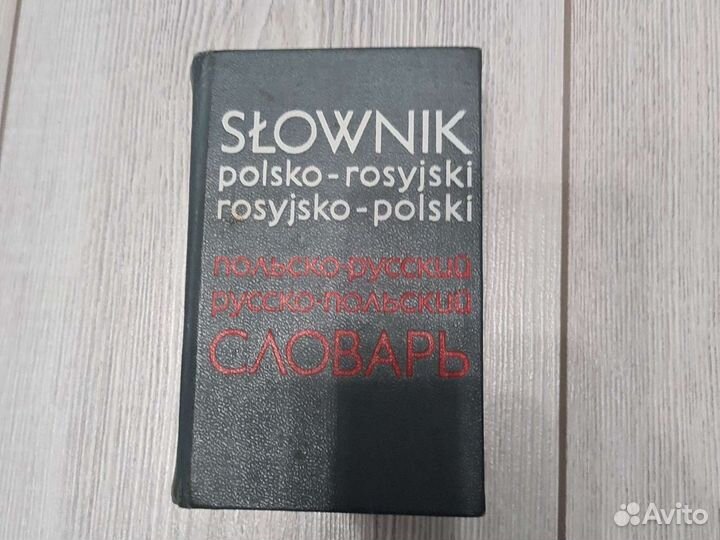 SŁOWNIK
polsko-rosyjski
rosyjsko-polski
польско-русский
русско-польский
СЛОВАРЬ
Avito